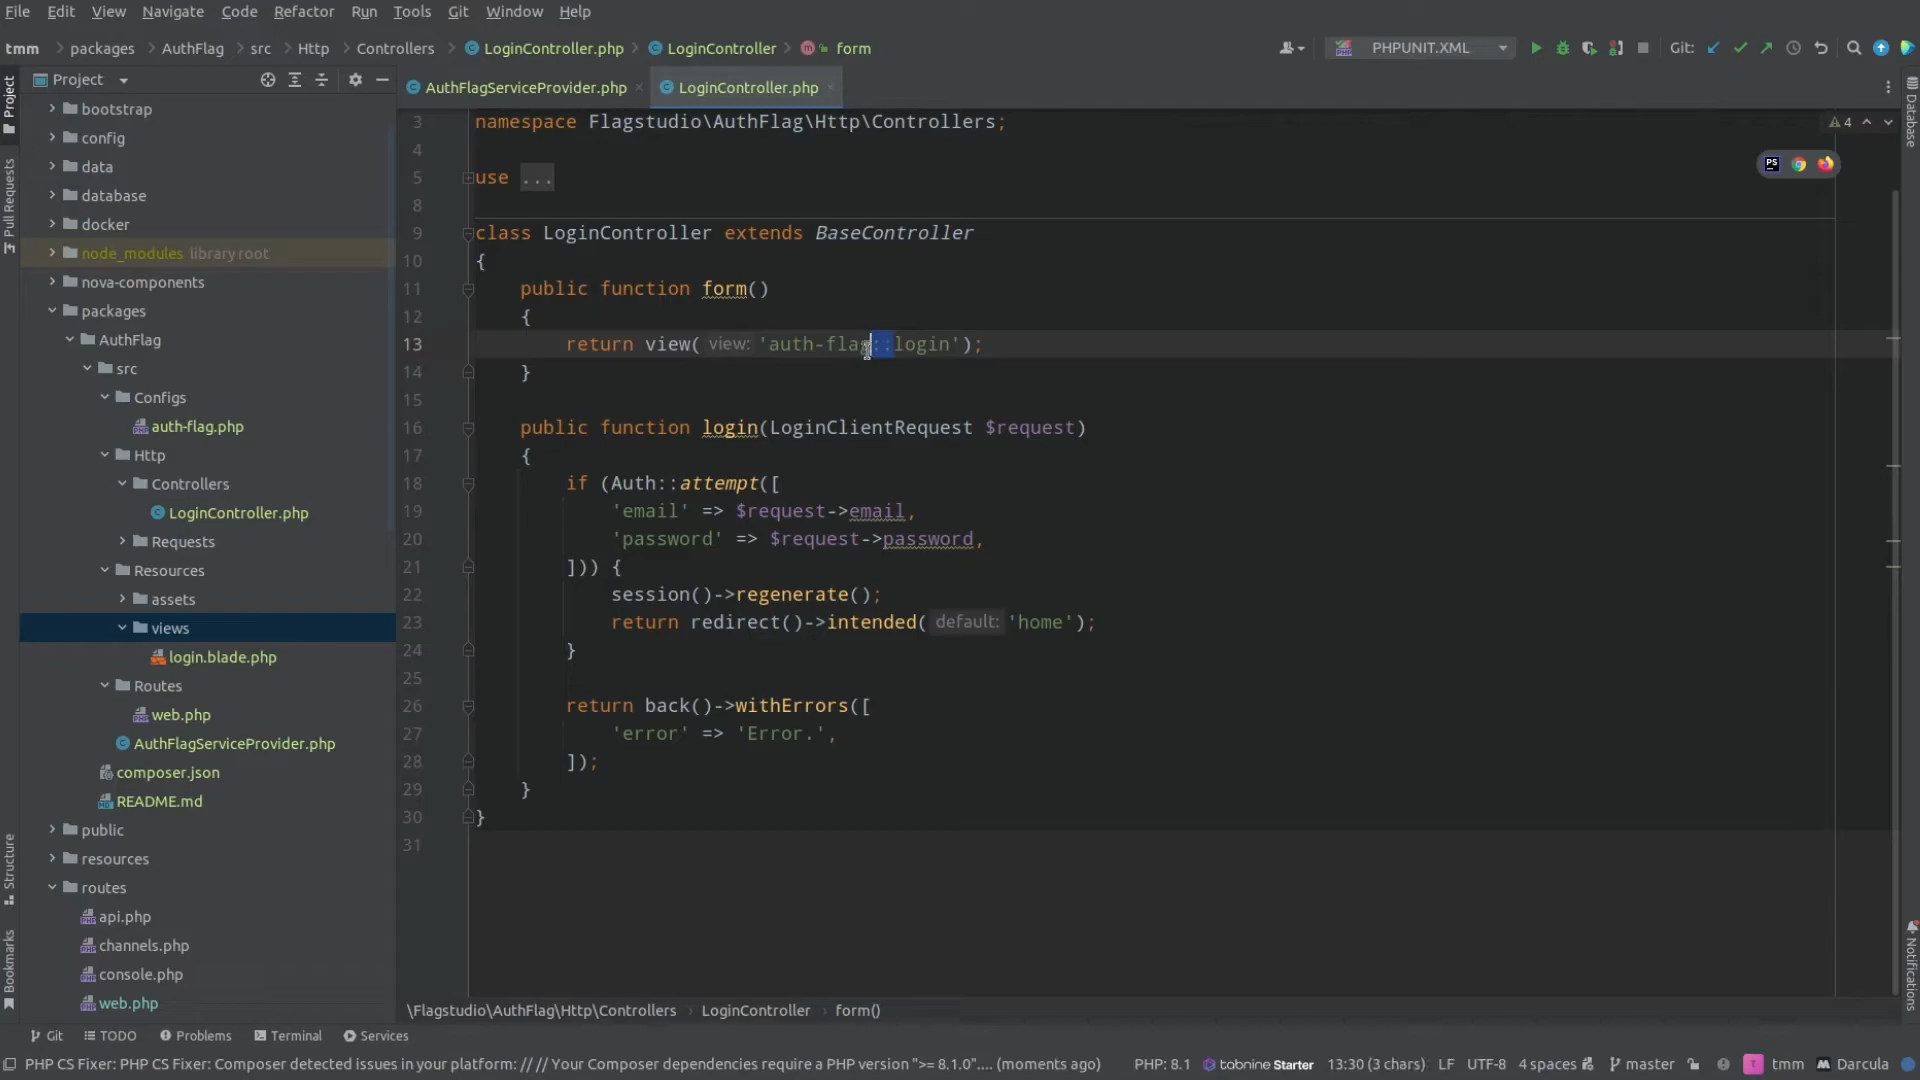 File Edit View Navigate Code Refactor Run Tools Git Window Help
tmm packages AuthFlag src Http Controllers LoginController.php LoginController form PHPUNIT.XML Git:
Project
AuthFlagServiceProvider.php LoginController.php
bootstrap
config
data
database
docker
node_modules library root
nova-components
packages
AuthFlag
src
Configs
auth-flag.php
Http
Controllers
LoginController.php
Requests
Resources
assets
views
login.blade.php
Routes
web.php
AuthFlagServiceProvider.php
composer.json
README.md
public
resources
routes
api.php
channels.php
console.php
web.php
3 namespace Flagstudio\AuthFlag\Http\Controllers;
4
5 use ...
8
9 class LoginController extends BaseController
10 {
11 public function form()
12 {
13 return view( view: 'auth-flag::login');
14 }
15
16 public function login(LoginClientRequest $request)
17 {
18 if (Auth::attempt([
19 'email' => $request->email,
20 'password' => $request->password,
21 ])) {
22 session()->regenerate();
23 return redirect()->intended( default: 'home');
24 }
25
26 return back()->withErrors([
27 'error' => 'Error.',
28 ]);
29 }
30 }
31
4
PS
Project
Pull Requests
Structure
Bookmarks
Database
Notifications
\Flagstudio\AuthFlag\Http\Controllers LoginController form()
Git TODO Problems Terminal Services
PHP CS Fixer: PHP CS Fixer: Composer detected issues in your platform: // // Your Composer dependencies require a PHP version ">= 8.1.0".... (moments ago) PHP: 8.1 tabnine Starter 13:30 (3 chars) LF UTF-8 4 spaces master T tmm Darcula